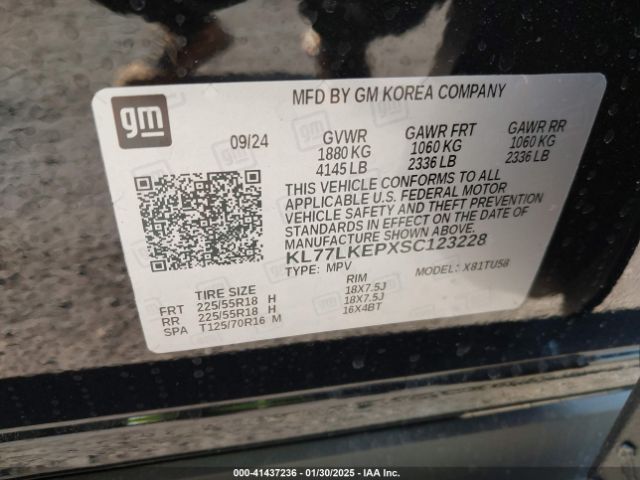 gm
MFD BY GM KOREA COMPANY
09/24 GVWR GAWR FRT GAWR RR
1880 KG 1060 KG 1060 KG
4145 LB 2336 LB 2336 LB
THIS VEHICLE CONFORMS TO ALL
APPLICABLE U.S. FEDERAL MOTOR
VEHICLE SAFETY AND THEFT PREVENTION
STANDARDS IN EFFECT ON THE DATE OF
MANUFACTURE SHOWN ABOVE.
KL77LKEPXSC123228
TYPE: MPV MODEL: X81TU58
TIRE SIZE RIM
FRT 225/55R18 H 18X7.5J
RR 225/55R18 H 18X7.5J
SPA T125/70R16 M 16X4BT
000-41437236 - 01/30/2025 - IAA Inc.